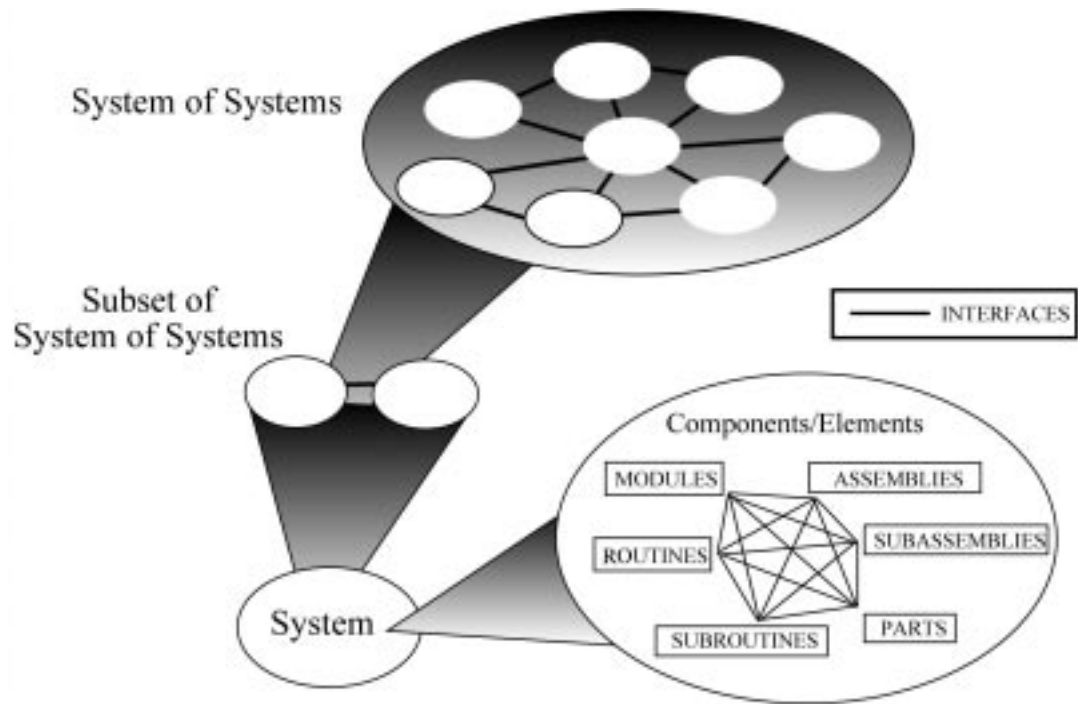 System of Systems
Subset of
System of Systems
INTERFACES
Components/Elements
MODULES
ASSEMBLIES
ROUTINES
SUBASSEMBLIES
SUBROUTINES
PARTS
System